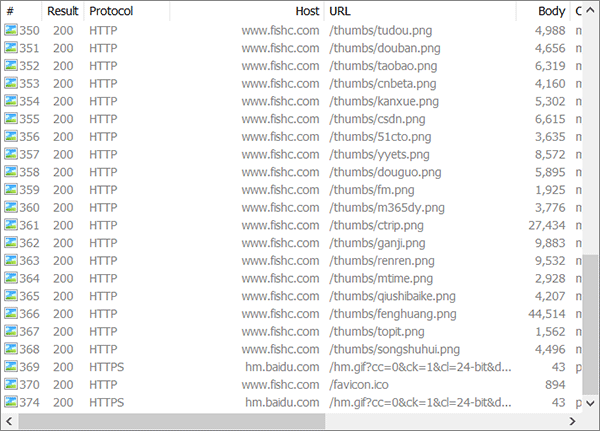 # Result Protocol Host URL Body
350 200 HTTP www.fishc.com /thumbs/tudou.png 4,988
351 200 HTTP www.fishc.com /thumbs/douban.png 4,656
352 200 HTTP www.fishc.com /thumbs/taobao.png 6,319
353 200 HTTP www.fishc.com /thumbs/cnbeta.png 4,160
354 200 HTTP www.fishc.com /thumbs/kanxue.png 5,302
355 200 HTTP www.fishc.com /thumbs/csdn.png 6,615
356 200 HTTP www.fishc.com /thumbs/51cto.png 3,635
357 200 HTTP www.fishc.com /thumbs/yyets.png 8,572
358 200 HTTP www.fishc.com /thumbs/douguo.png 5,895
359 200 HTTP www.fishc.com /thumbs/fm.png 1,925
360 200 HTTP www.fishc.com /thumbs/m365dy.png 3,776
361 200 HTTP www.fishc.com /thumbs/ctrip.png 27,434
362 200 HTTP www.fishc.com /thumbs/ganji.png 9,883
363 200 HTTP www.fishc.com /thumbs/renren.png 9,532
364 200 HTTP www.fishc.com /thumbs/mtime.png 2,928
365 200 HTTP www.fishc.com /thumbs/qiushibaike.png 4,207
366 200 HTTP www.fishc.com /thumbs/fenghuang.png 44,514
367 200 HTTP www.fishc.com /thumbs/topit.png 1,562
368 200 HTTP www.fishc.com /thumbs/songshuhui.png 4,496
369 200 HTTPS hm.baidu.com /hm.gif?cc=0&ck=1&cl=24-bit&d... 43
370 200 HTTP www.fishc.com /favicon.ico 894
374 200 HTTPS hm.baidu.com /hm.gif?cc=0&ck=1&cl=24-bit&d... 43